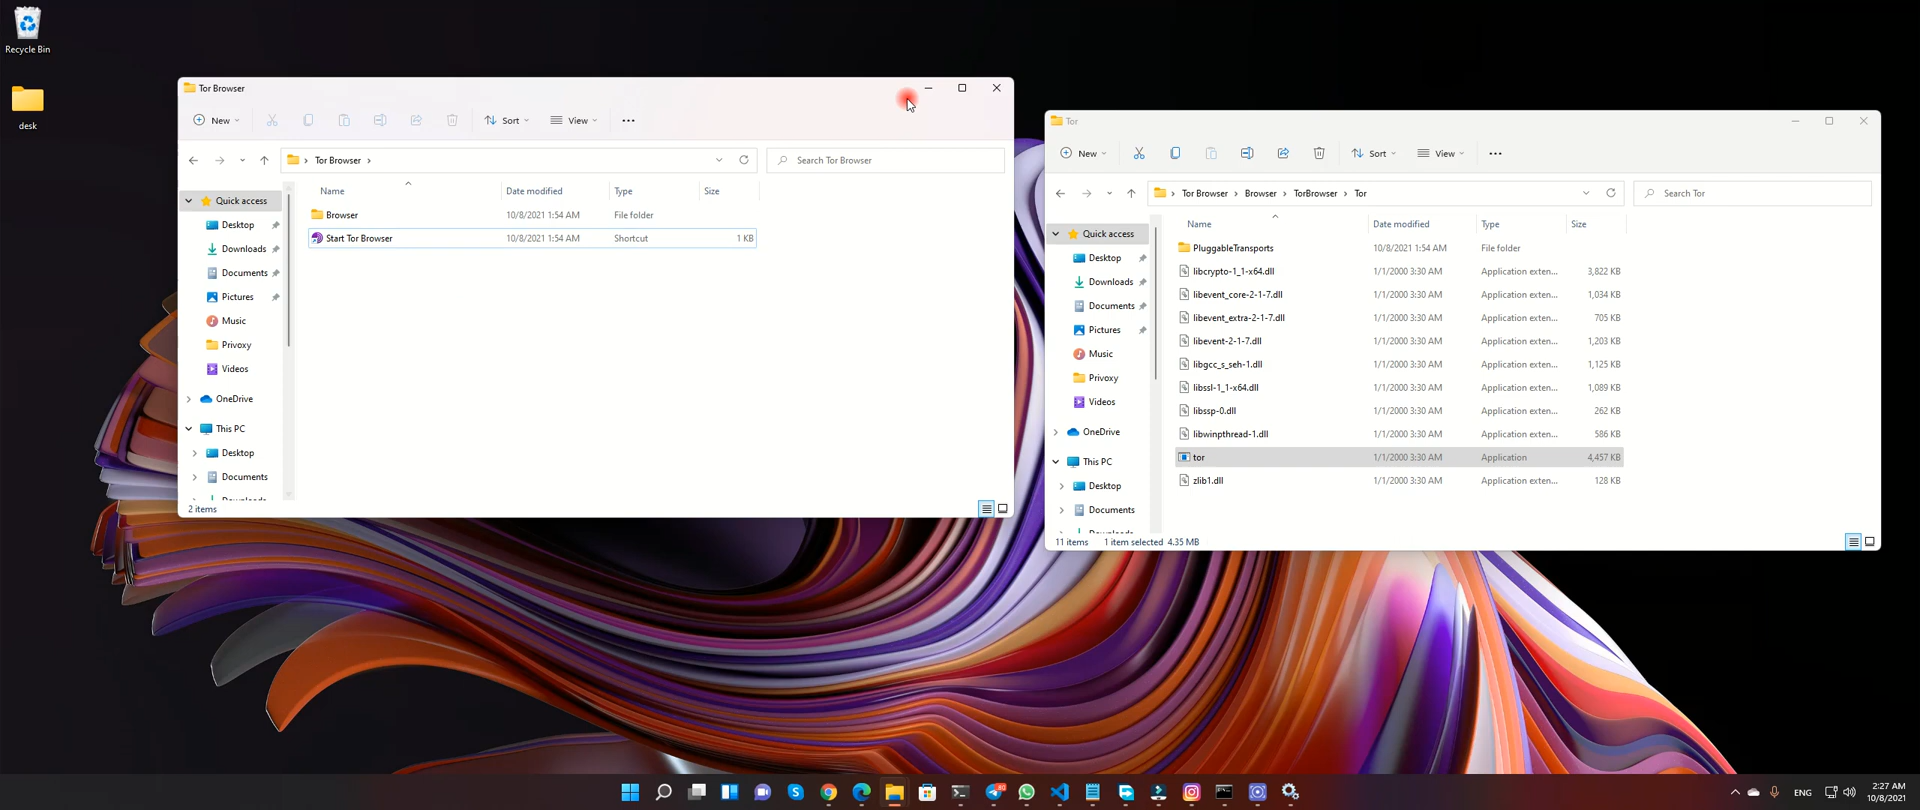 Recycle Bin
desk
Tor Browser
New
Sort
View
Tor Browser
Search Tor Browser
Name
Date modified
Type
Size
Quick access
Browser
10/8/2021 1:54 AM
File folder
Desktop
Start Tor Browser
10/8/2021 1:54 AM
Shortcut
1 KB
Downloads
Documents
Pictures
Music
Privoxy
Videos
OneDrive
This PC
Desktop
Documents
Downloads
2 items
Tor
New
Sort
View
Tor Browser
Browser
TorBrowser
Tor
Search Tor
Name
Date modified
Type
Size
Quick access
Desktop
Downloads
Documents
Pictures
Music
Privoxy
Videos
OneDrive
This PC
Desktop
Documents
Downloads
PluggableTransports 10/8/2021 1:54 AM File folder
libcrypto-1_1-x64.dll 1/1/2000 3:30 AM Application exten... 3,822 KB
libevent_core-2-1-7.dll 1/1/2000 3:30 AM Application exten... 1,034 KB
libevent_extra-2-1-7.dll 1/1/2000 3:30 AM Application exten... 705 KB
libevent-2-1-7.dll 1/1/2000 3:30 AM Application exten... 1,203 KB
libgcc_s_seh-1.dll 1/1/2000 3:30 AM Application exten... 1,125 KB
libssl-1_1-x64.dll 1/1/2000 3:30 AM Application exten... 1,089 KB
libssp-0.dll 1/1/2000 3:30 AM Application exten... 262 KB
libwinpthread-1.dll 1/1/2000 3:30 AM Application exten... 586 KB
tor 1/1/2000 3:30 AM Application 4,457 KB
zlib1.dll 1/1/2000 3:30 AM Application exten... 128 KB
11 items 1 item selected 4.35 MB
ENG
2:27 AM
10/8/2021